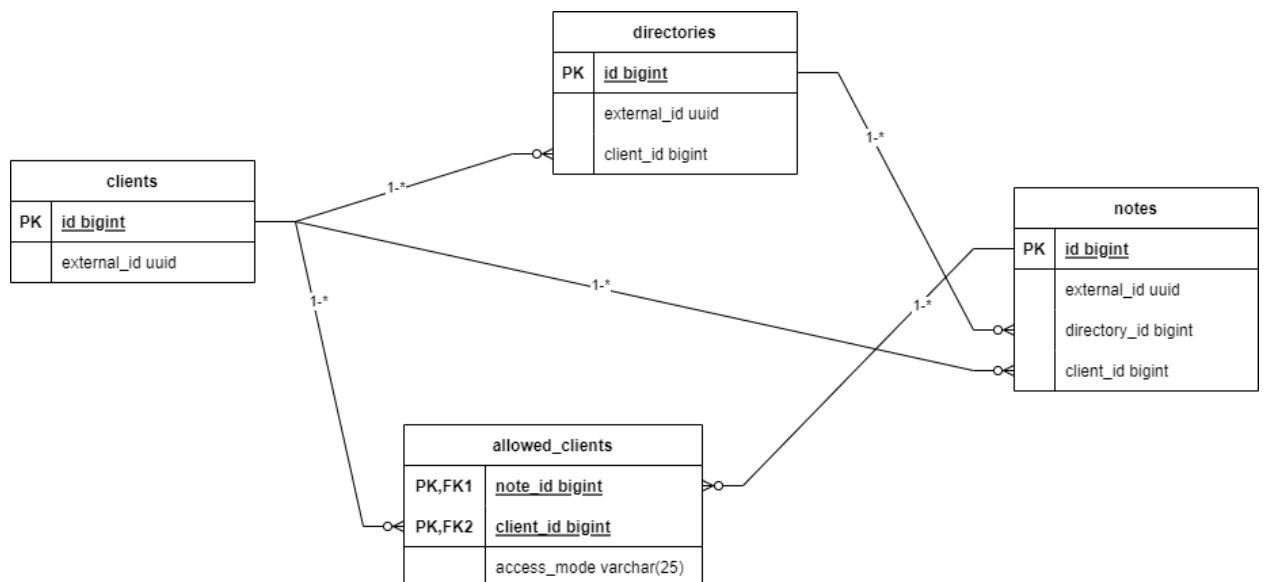 directories
PK id bigint
external_id uuid
client_id bigint
1-*
clients
PK id bigint
external_id uuid
1-*
notes
PK id bigint
external_id uuid
directory_id bigint
client_id bigint
1-*
1-*
1-*
allowed_clients
PK,FK1 note_id bigint
PK,FK2 client_id bigint
access_mode varchar(25)